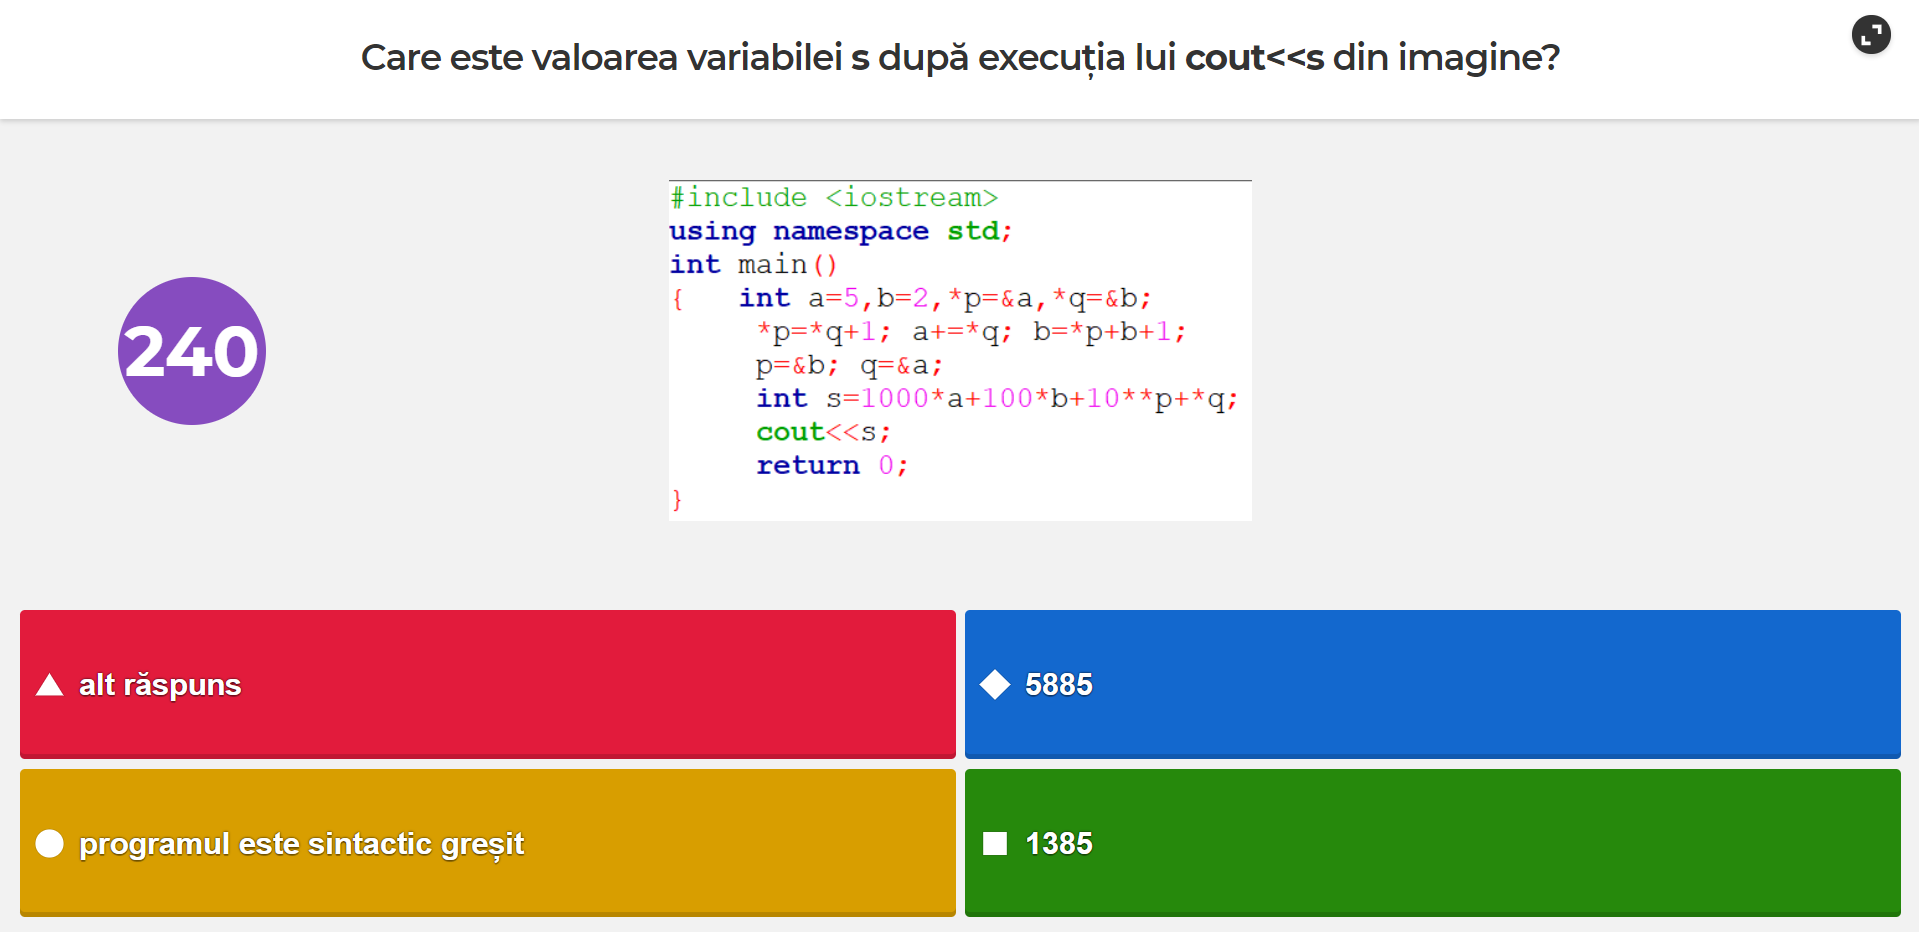 Care este valoarea variabilei s după execuția lui cout<<s din imagine?
#include <iostream>
using namespace std;
int main()
{    int a=5,b=2,*p=&a,*q=&b;
     *p=*q+1; a+=*q; b=*p+b+1;
     p=&b; q=&a;
     int s=1000*a+100*b+10**p+*q;
     cout<<s;
     return 0;
}
240
alt răspuns
5885
programul este sintactic greșit
1385